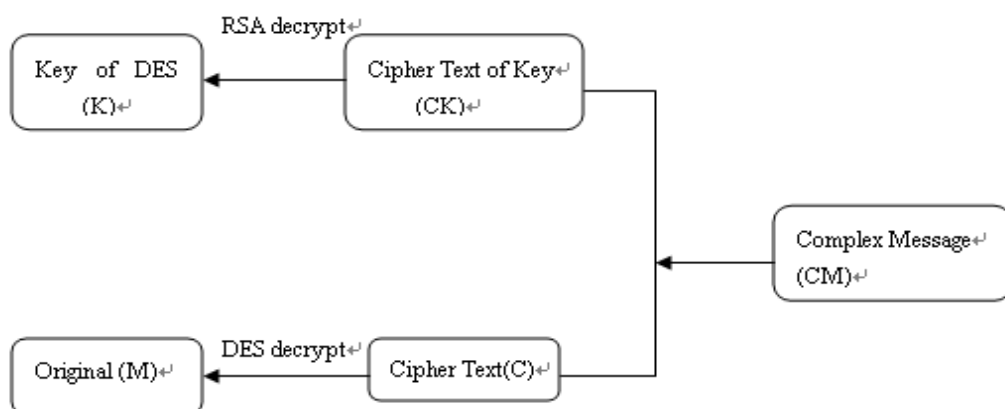 RSA decrypt↵
Key of DES
(K)↵
Cipher Text of Key↵
(CK)↵
Complex Message↵
(CM)↵
DES decrypt↵
Original (M)↵
Cipher Text(C)↵